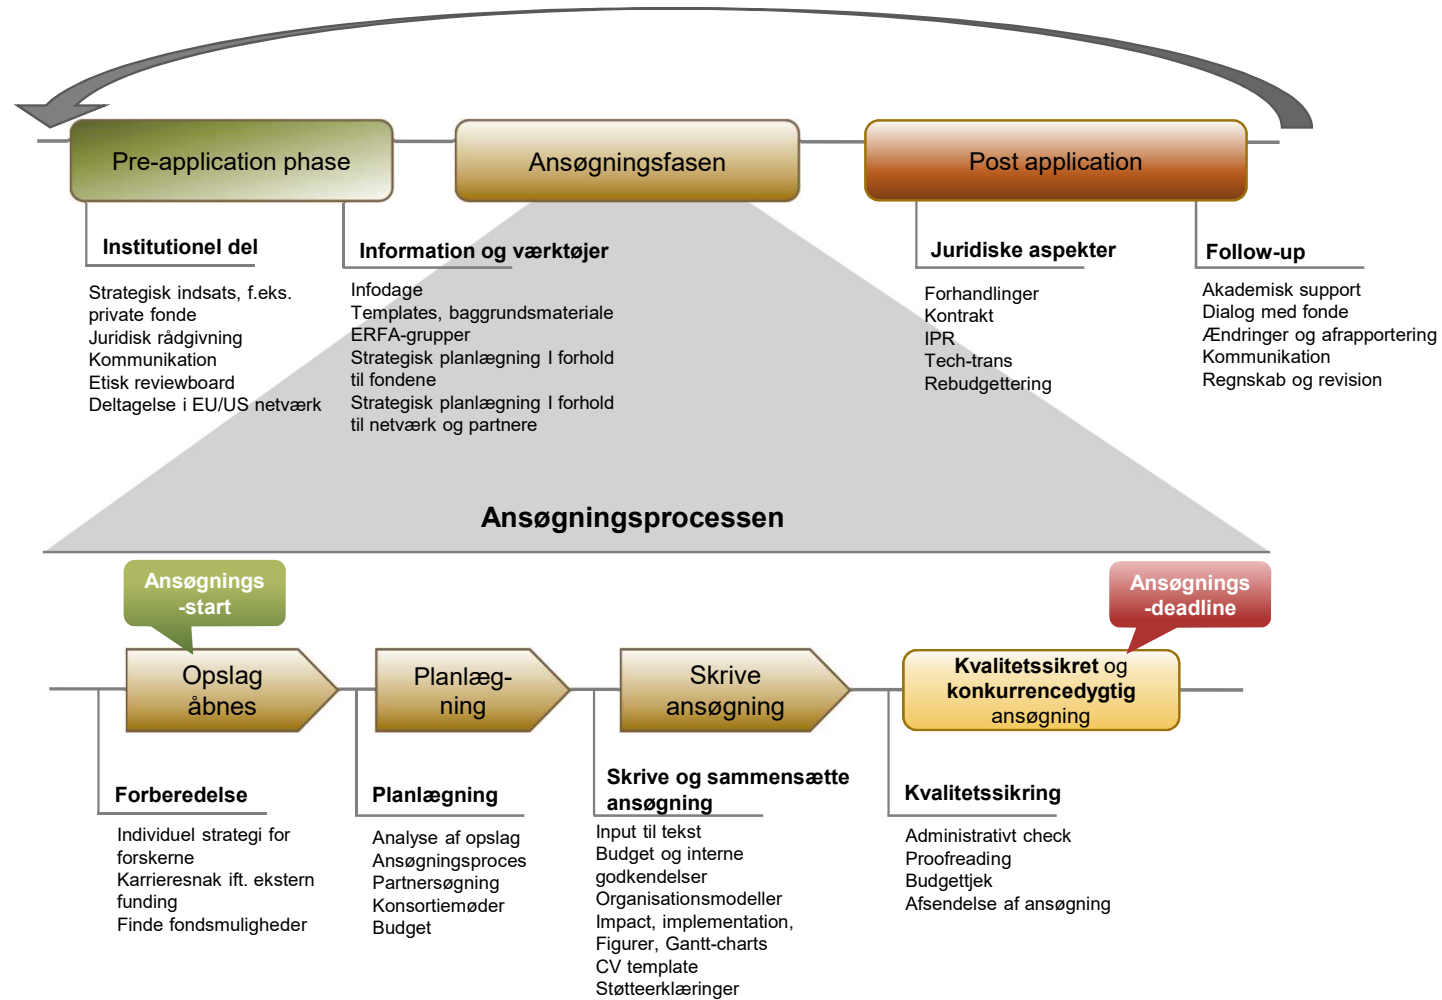 Pre-application phase
Ansøgningsfasen
Post application
Institutionel del
Strategisk indsats, f.eks.
private fonde
Juridisk rådgivning
Kommunikation
Etisk reviewboard
Deltagelse i EU/US netværk
Information og værktøjer
Infodage
Templates, baggrundsmateriale
ERFA-grupper
Strategisk planlægning I forhold
til fondene
Strategisk planlægning I forhold
til netværk og partnere
Juridiske aspekter
Forhandlinger
Kontrakt
IPR
Tech-trans
Rebudgettering
Follow-up
Akademisk support
Dialog med fonde
Ændringer og afrapportering
Kommunikation
Regnskab og revision
Ansøgningsprocessen
Ansøgnings
-start
Ansøgnings
-deadline
Opslag
åbnes
Planlæg-
ning
Skrive
ansøgning
Kvalitetssikret og
konkurrencedygtig
ansøgning
Forberedelse
Individuel strategi for
forskerne
Karrieresnak ift. ekstern
funding
Finde fondsmuligheder
Planlægning
Analyse af opslag
Ansøgningsproces
Partnersøgning
Konsortiemøder
Budget
Skrive og sammensætte
ansøgning
Input til tekst
Budget og interne
godkendelser
Organisationsmodeller
Impact, implementation,
Figurer, Gantt-charts
CV template
Støtteerklæringer
Kvalitetssikring
Administrativt check
Proofreading
Budgettjek
Afsendelse af ansøgning